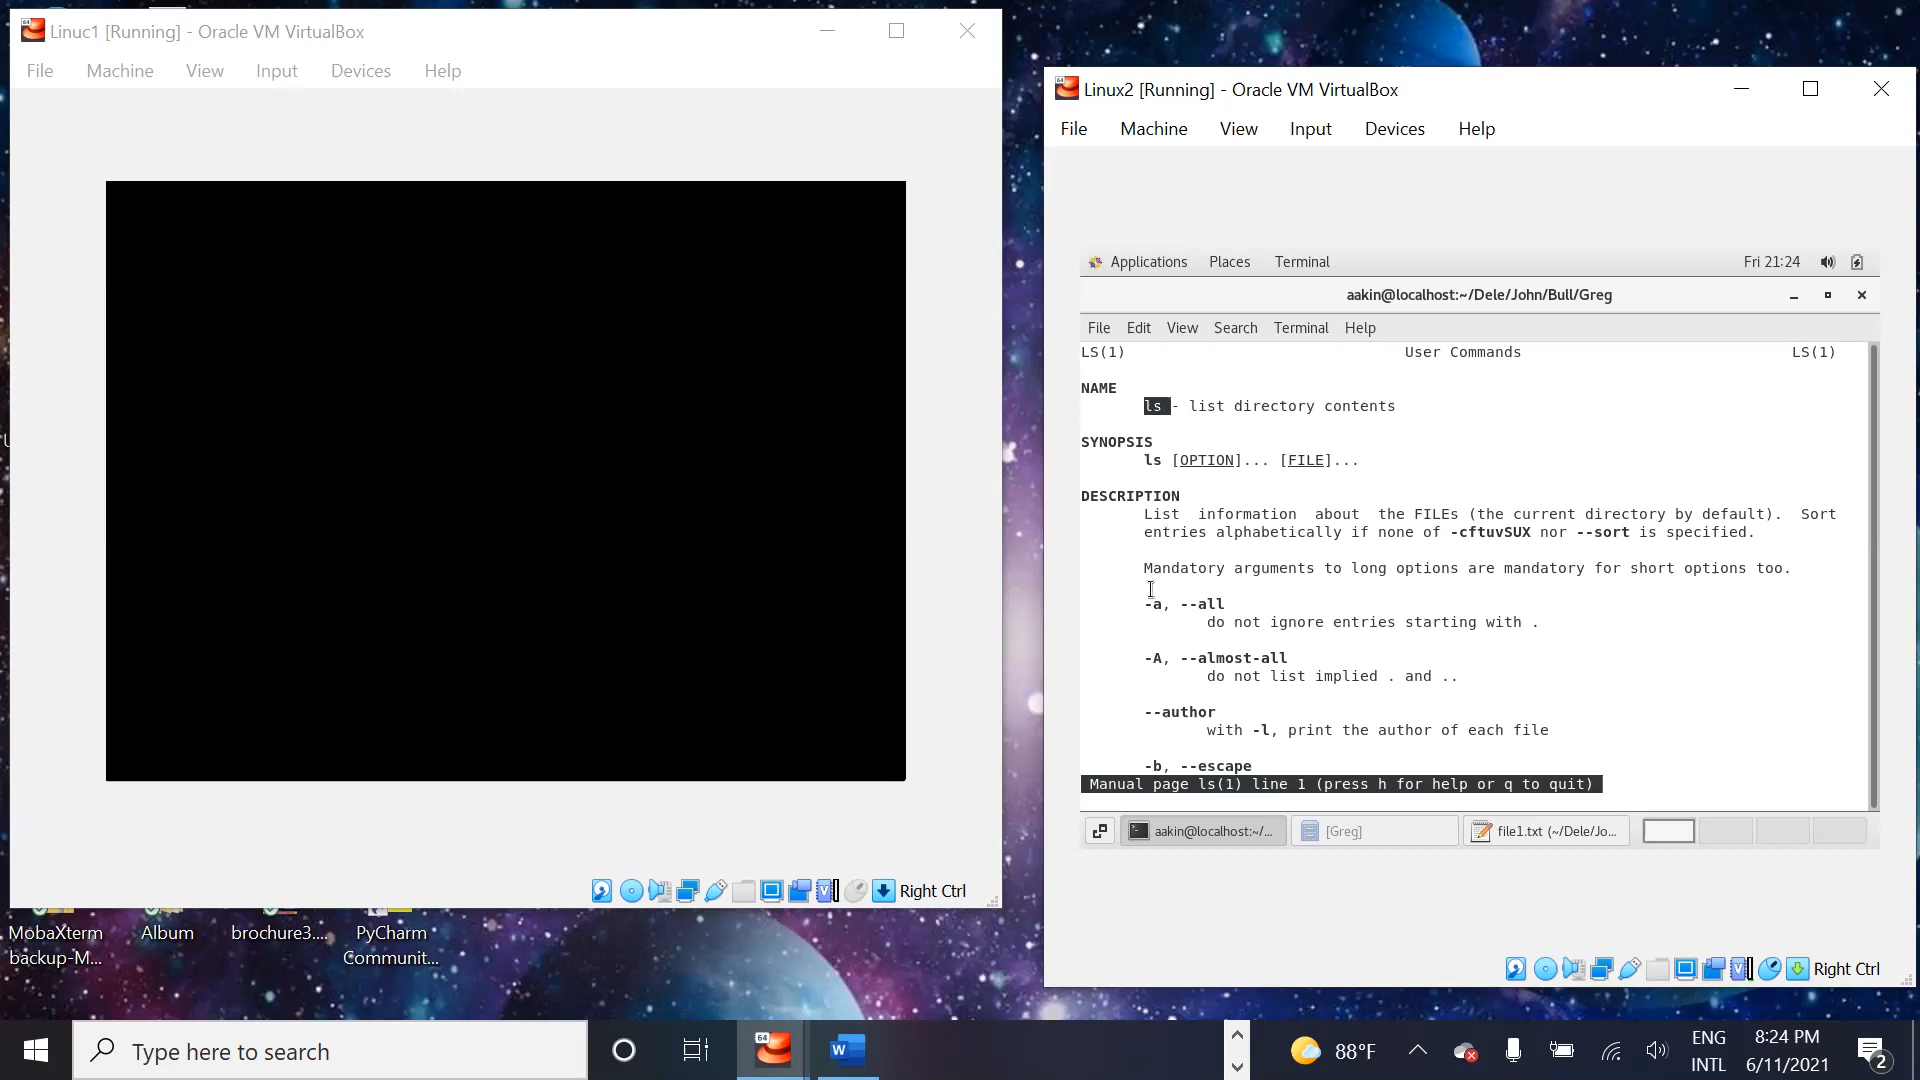 Linuc1 [Running] - Oracle VM VirtualBox
File Machine View Input Devices Help
Right Ctrl
Linux2 [Running] - Oracle VM VirtualBox
File Machine View Input Devices Help
Applications Places Terminal Fri 21:24
aakin@localhost:~/Dele/John/Bull/Greg
File Edit View Search Terminal Help
LS(1) User Commands LS(1)
NAME
ls - list directory contents
SYNOPSIS
ls [OPTION]... [FILE]...
DESCRIPTION
List information about the FILEs (the current directory by default). Sort
entries alphabetically if none of -cftuvSUX nor --sort is specified.
Mandatory arguments to long options are mandatory for short options too.
-a, --all
do not ignore entries starting with .
-A, --almost-all
do not list implied . and ..
--author
with -l, print the author of each file
-b, --escape
Manual page ls(1) line 1 (press h for help or q to quit)
aakin@localhost:~/... [Greg] file1.txt (~/Dele/Jo...
Right Ctrl
MobaXterm
backup-M...
Album
brochure3....
PyCharm
Communit...
Type here to search
64
W
88°F
ENG
INTL
8:24 PM
6/11/2021
2